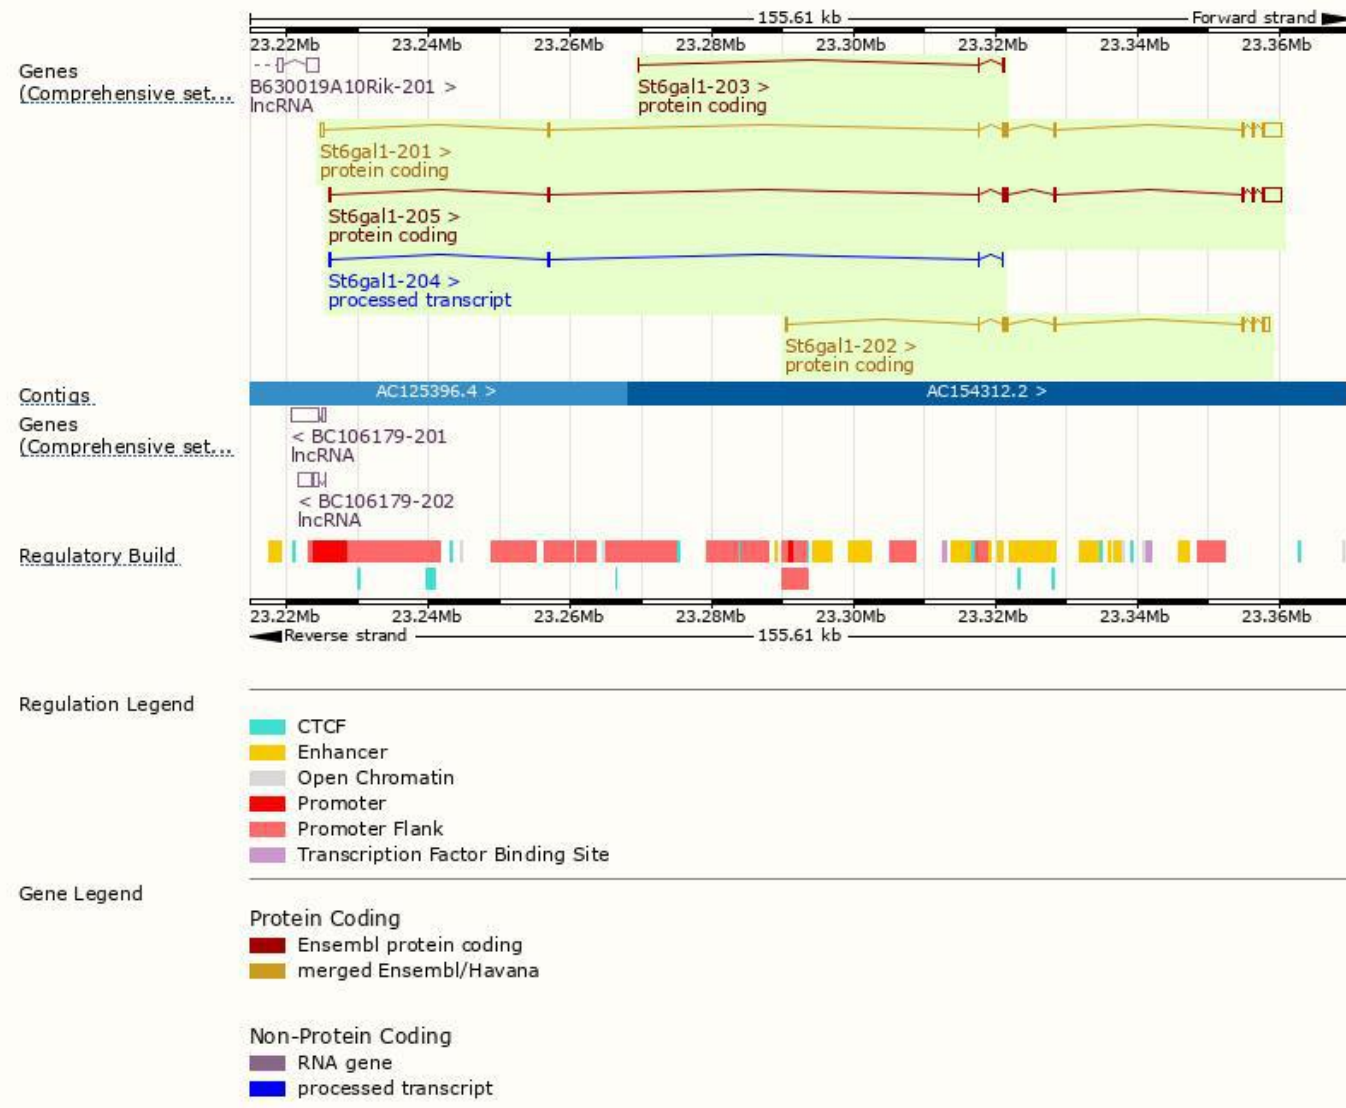 155.61 kb
Forward strand
23.22Mb 23.24Mb 23.26Mb 23.28Mb 23.30Mb 23.32Mb 23.34Mb 23.36Mb
Genes
(Comprehensive set...
B630019A10Rik-201 >
lncRNA
St6gal1-203 >
protein coding
St6gal1-201 >
protein coding
St6gal1-205 >
protein coding
St6gal1-204 >
processed transcript
St6gal1-202 >
protein coding
Contigs
AC125396.4 >
AC154312.2 >
Genes
(Comprehensive set...
< BC106179-201
lncRNA
< BC106179-202
lncRNA
Regulatory Build
23.22Mb 23.24Mb 23.26Mb 23.28Mb 23.30Mb 23.32Mb 23.34Mb 23.36Mb
Reverse strand
155.61 kb
Regulation Legend
CTCF
Enhancer
Open Chromatin
Promoter
Promoter Flank
Transcription Factor Binding Site
Gene Legend
Protein Coding
Ensembl protein coding
merged Ensembl/Havana
Non-Protein Coding
RNA gene
processed transcript